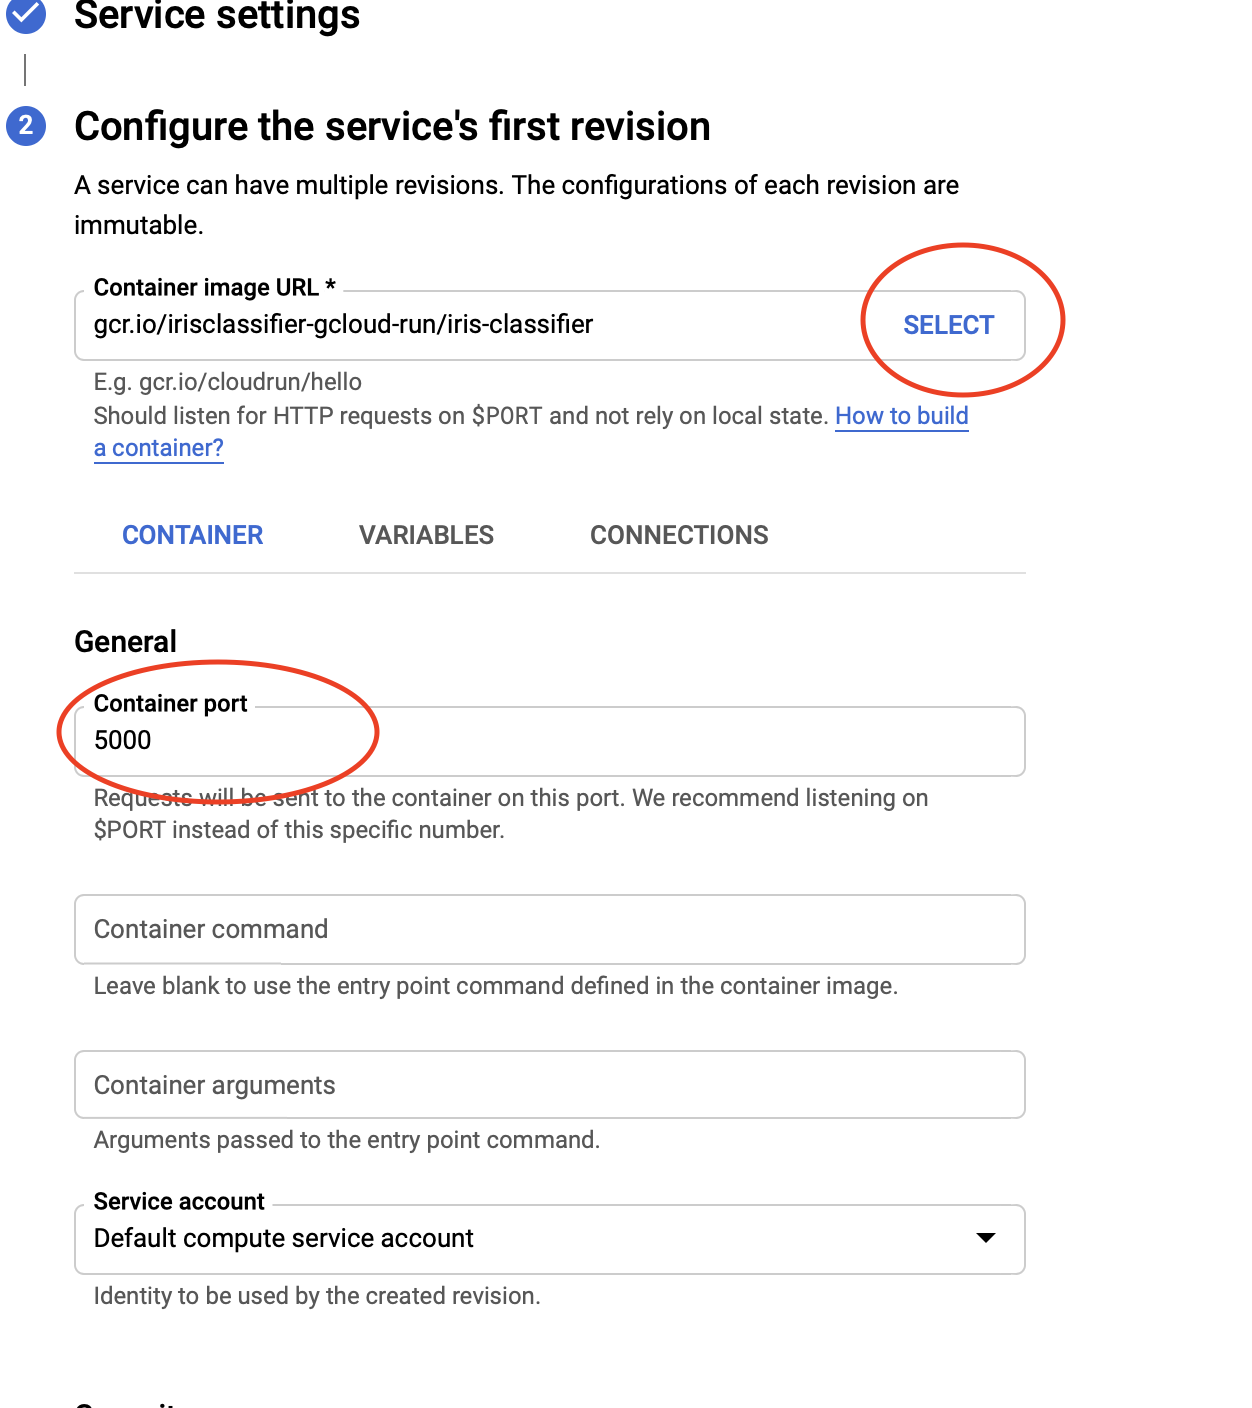 Service settings
2
Configure the service's first revision
A service can have multiple revisions. The configurations of each revision are
immutable.
Container image URL *
gcr.io/irisclassifier-gcloud-run/iris-classifier
SELECT
E.g. gcr.io/cloudrun/hello
Should listen for HTTP requests on $PORT and not rely on local state. How to build
a container?
CONTAINER VARIABLES CONNECTIONS
General
Container port
5000
Requests will be sent to the container on this port. We recommend listening on
$PORT instead of this specific number.
Container command
Leave blank to use the entry point command defined in the container image.
Container arguments
Arguments passed to the entry point command.
Service account
Default compute service account
Identity to be used by the created revision.